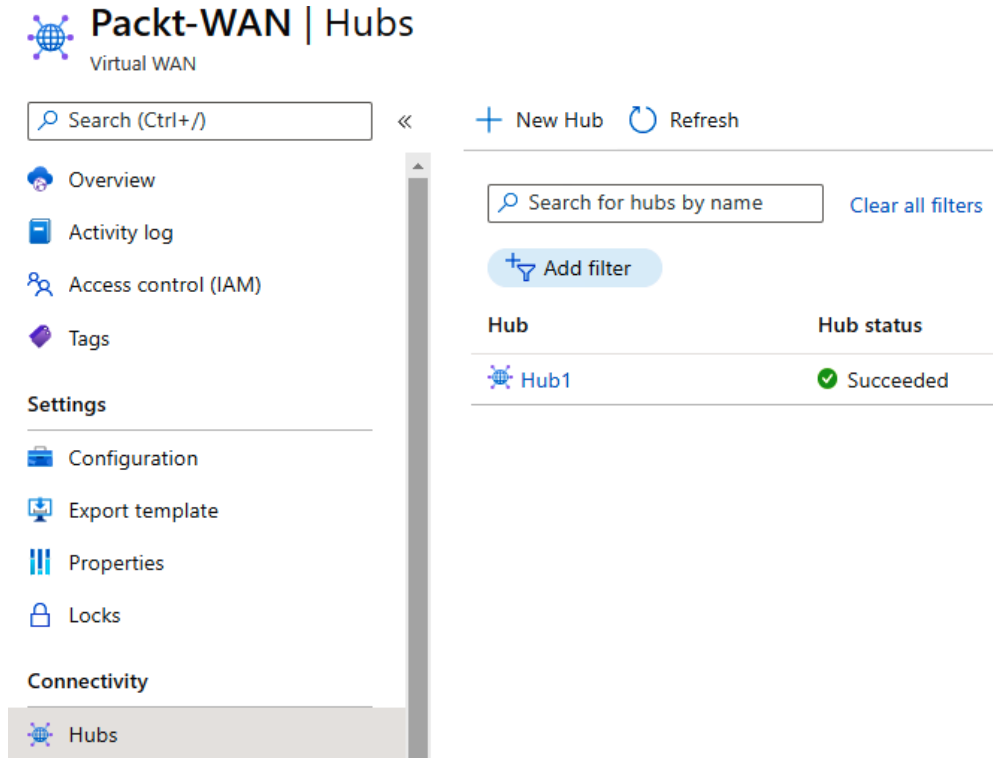 Packt-WAN | Hubs
Virtual WAN
Search (Ctrl+/)
«
Overview
Activity log
Access control (IAM)
Tags
Settings
Configuration
Export template
Properties
Locks
Connectivity
Hubs
New Hub
Refresh
Search for hubs by name
Clear all filters
Add filter
Hub
Hub status
Hub1
Succeeded